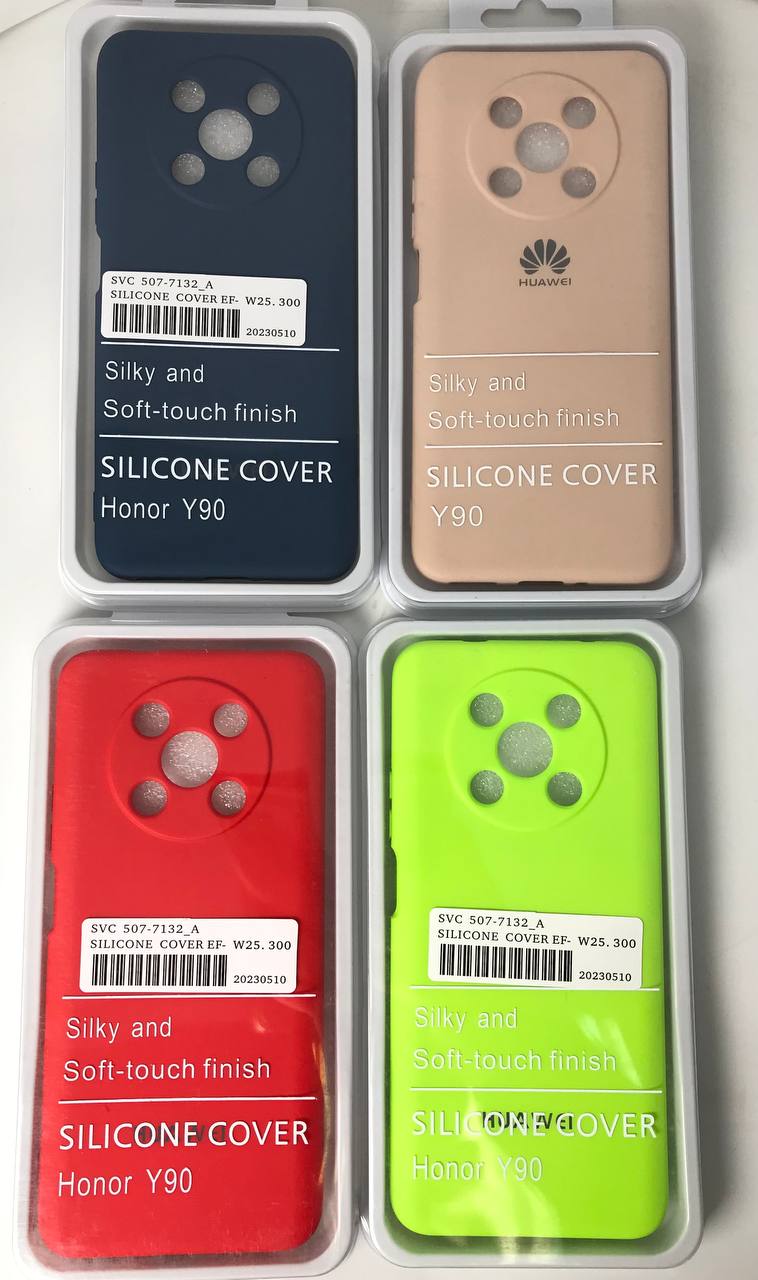 SVC 507-7132_A
SILICONE COVER EF- W25.300
20230510
Silky and
Soft-touch finish
SILICONE COVER
Honor Y90
HUAWEI
Silky and
Soft-touch finish
SILICONE COVER
Y90
SVC 507-7132_A
SILICONE COVER EF- W25.300
20230510
Silky and
Soft-touch finish
HUAWEI
SILICONE COVER
Honor Y90
SVC 507-7132_A
SILICONE COVER EF- W25.300
20230510
Silky and
Soft-touch finish
HUAWEI
SILICONE COVER
Honor Y90